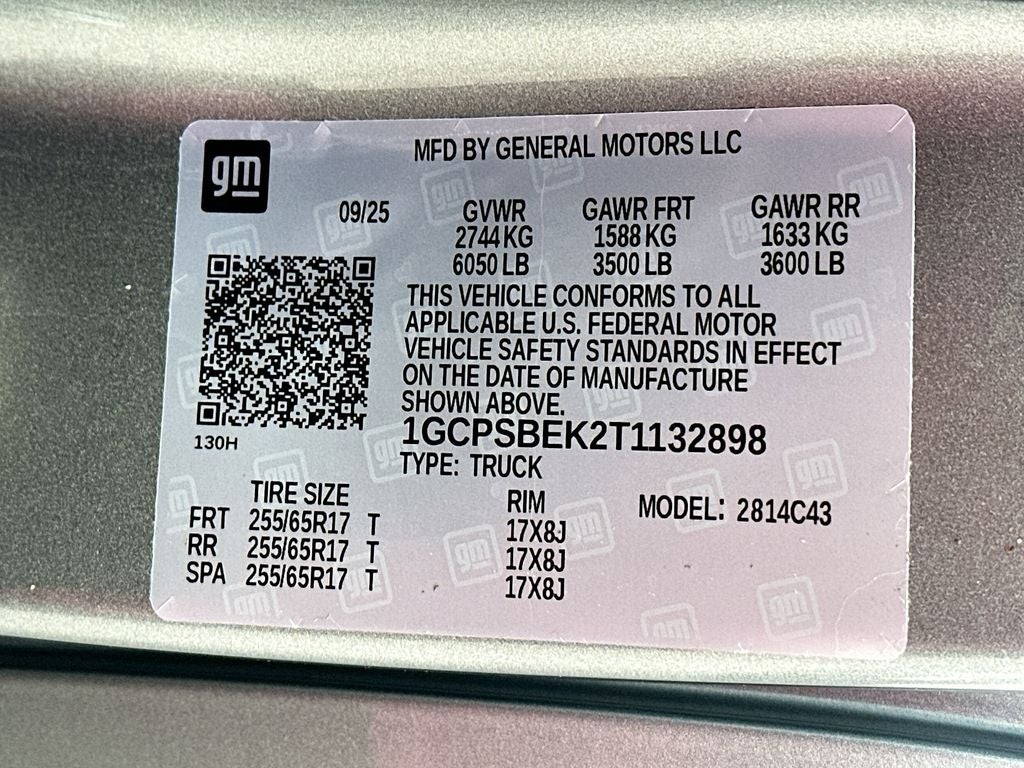 gm
MFD BY GENERAL MOTORS LLC
09/25 GVWR GAWR FRT GAWR RR
2744 KG 1588 KG 1633 KG
6050 LB 3500 LB 3600 LB
THIS VEHICLE CONFORMS TO ALL
APPLICABLE U.S. FEDERAL MOTOR
VEHICLE SAFETY STANDARDS IN EFFECT
ON THE DATE OF MANUFACTURE
SHOWN ABOVE.
130H
1GCPSBEK2T1132898
TYPE: TRUCK
TIRE SIZE RIM MODEL: 2814C43
FRT 255/65R17 T 17X8J
RR 255/65R17 T 17X8J
SPA 255/65R17 T 17X8J